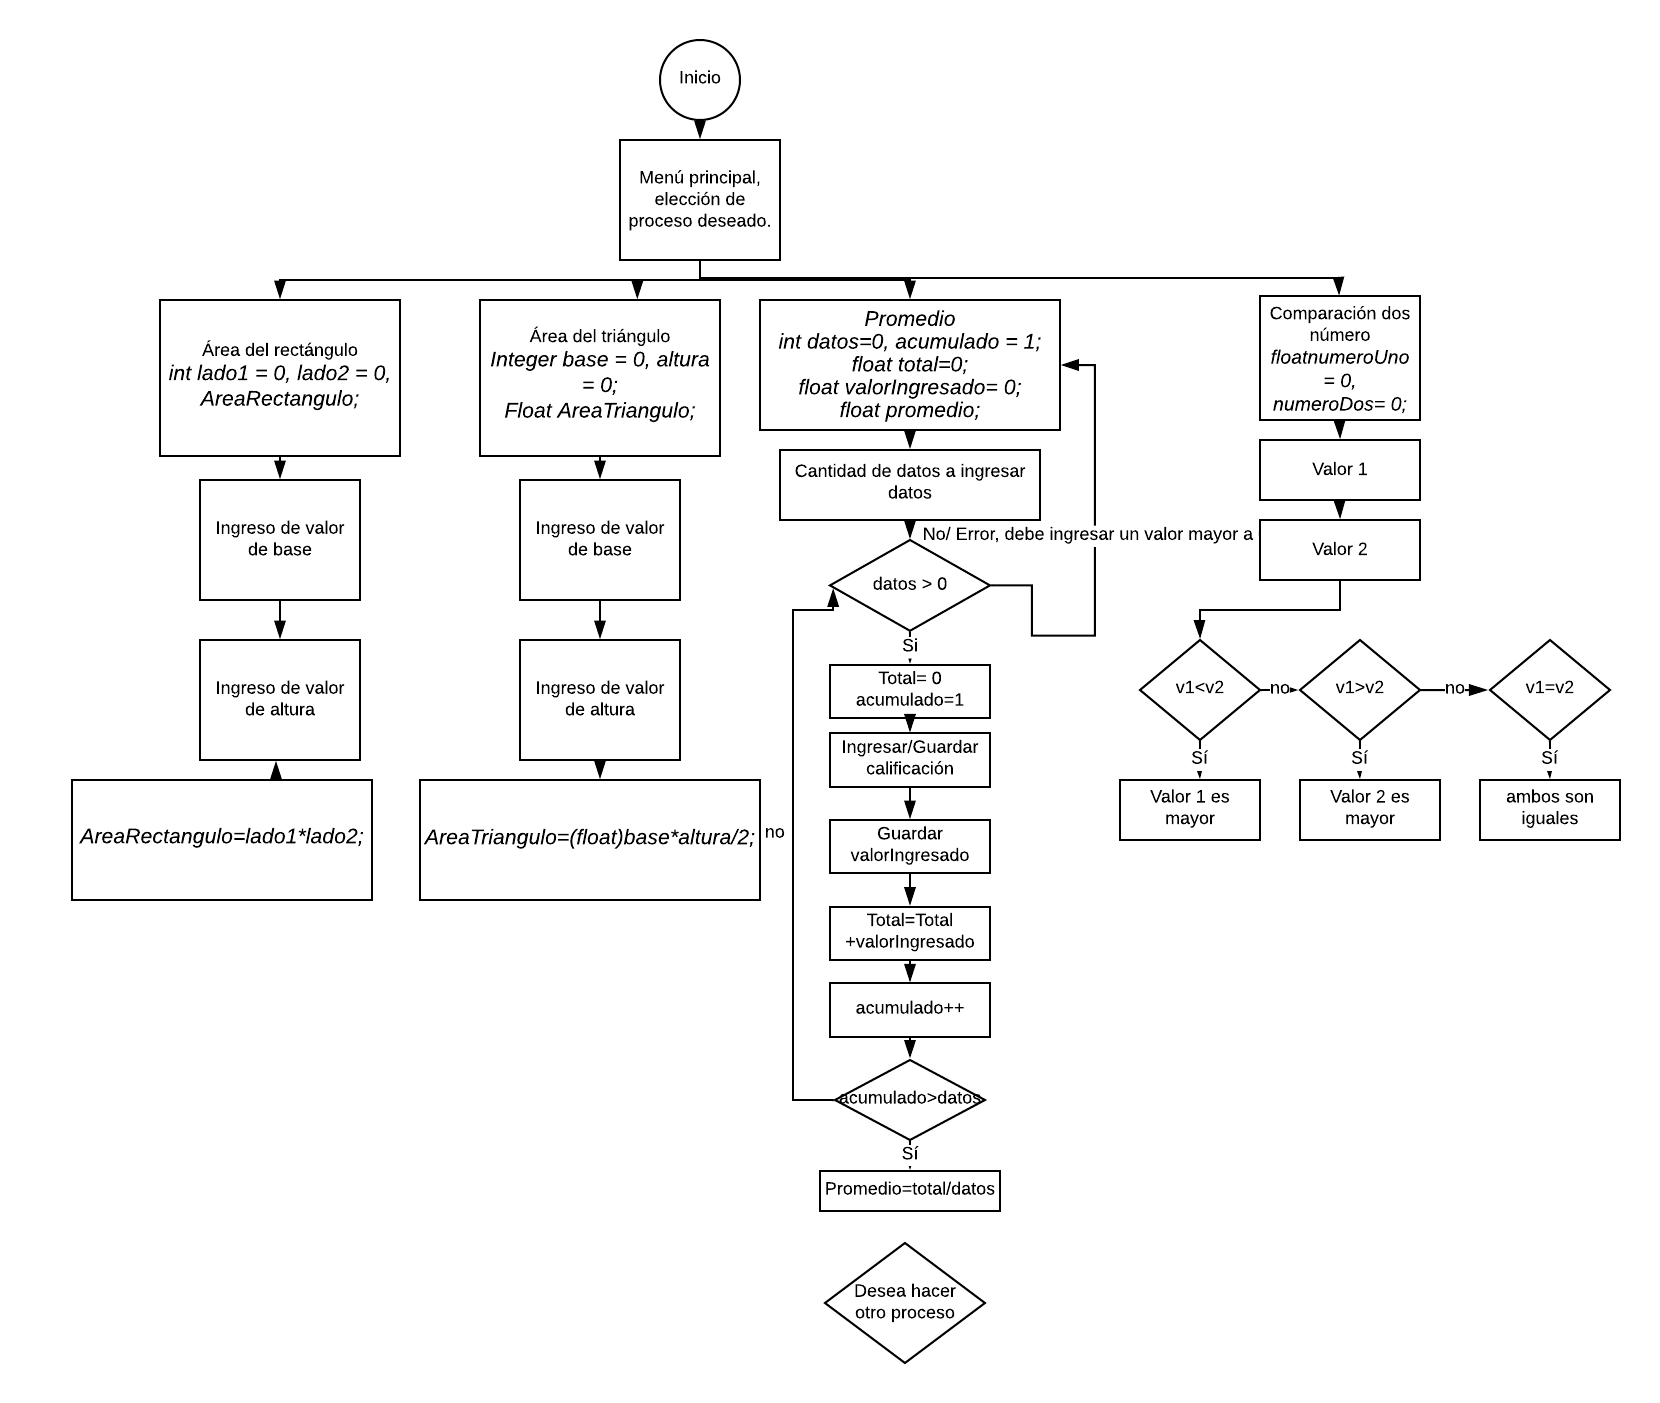 Inicio
Menú principal,
elección de
proceso deseado.
Área del rectángulo
int lado1 = 0, lado2 = 0,
AreaRectangulo;
Ingreso de valor
de base
Ingreso de valor
de altura
AreaRectangulo=lado1*lado2;
Área del triángulo
Integer base = 0, altura
= 0;
Float AreaTriangulo;
Ingreso de valor
de base
Ingreso de valor
de altura
AreaTriangulo=(float)base*altura/2;
Promedio
int datos=0, acumulado = 1;
float total=0;
float valorIngresado= 0;
float promedio;
Cantidad de datos a ingresar
datos
No/ Error, debe ingresar un valor mayor a
datos > 0
Si
Total= 0
acumulado=1
Ingresar/Guardar
calificación
no
Guardar
valorIngresado
Total=Total
+valorIngresado
acumulado++
acumulado>datos
Sí
Promedio=total/datos
Desea hacer
otro proceso
Comparación dos
número
floatnumeroUno
= 0,
numeroDos= 0;
Valor 1
Valor 2
v1<v2
no
v1>v2
no
v1=v2
Sí
Sí
Sí
Valor 1 es
mayor
Valor 2 es
mayor
ambos son
iguales